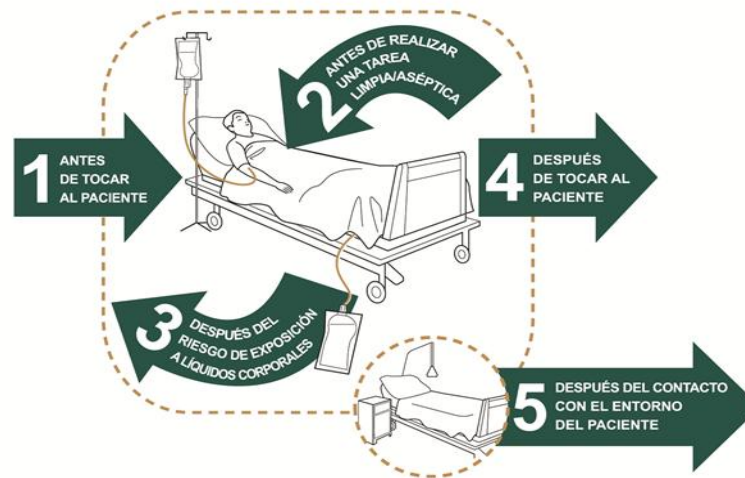 1 ANTES
DE TOCAR
AL PACIENTE
2 ANTES DE REALIZAR
UNA TAREA
LIMPIA/ASÉPTICA
3 DESPUÉS DEL
RIESGO DE EXPOSICIÓN
A LÍQUIDOS CORPORALES
4 DESPUÉS
DE TOCAR AL
PACIENTE
5 DESPUÉS DEL CONTACTO
CON EL ENTORNO
DEL PACIENTE